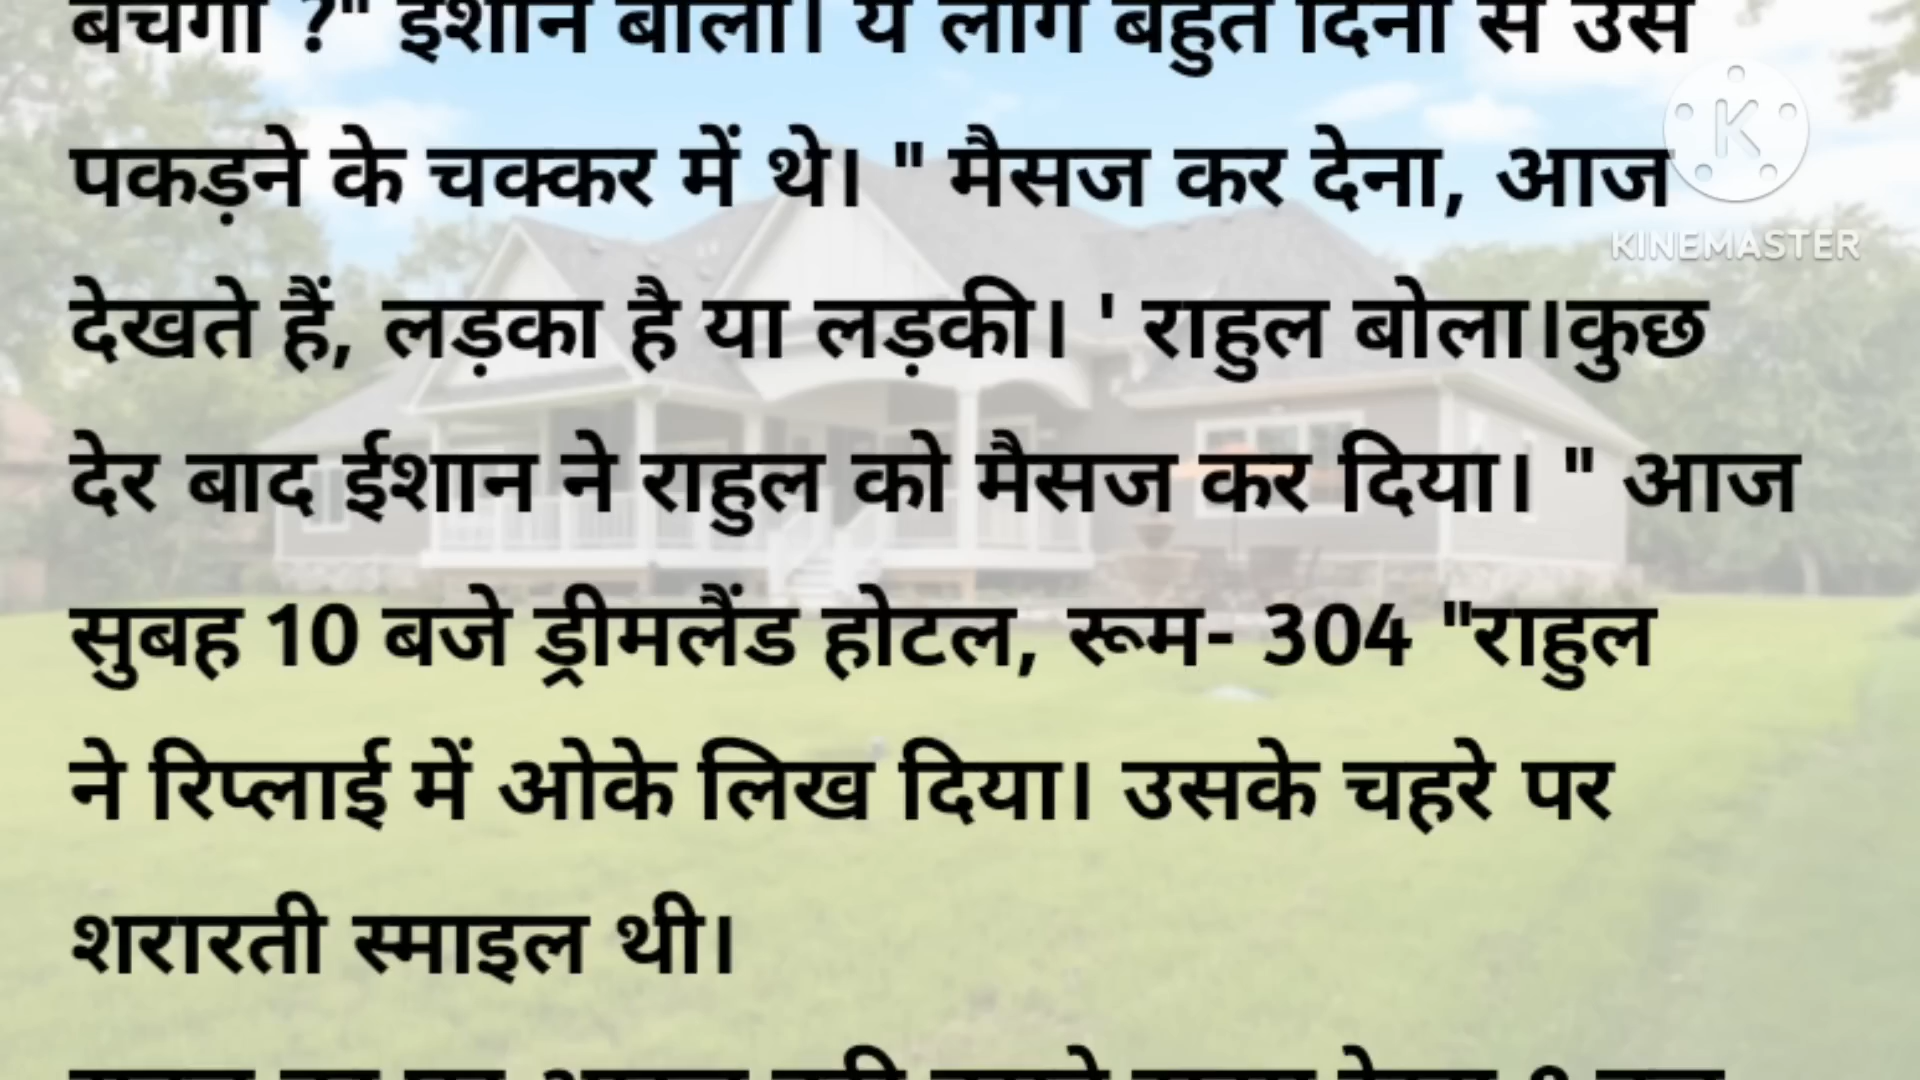 बचेगा ?" ईशान बोला। ये लोग बहुत दिनों से उसे
पकड़ने के चक्कर में थे। " मैसज कर देना, आज
देखते हैं, लड़का है या लड़की। ' राहुल बोला।कुछ
देर बाद ईशान ने राहुल को मैसज कर दिया। " आज
सुबह 10 बजे ड्रीमलैंड होटल, रूम- 304 "राहुल
ने रिप्लाई में ओके लिख दिया। उसके चहरे पर
शरारती स्माइल थी।
K
KINEMASTER